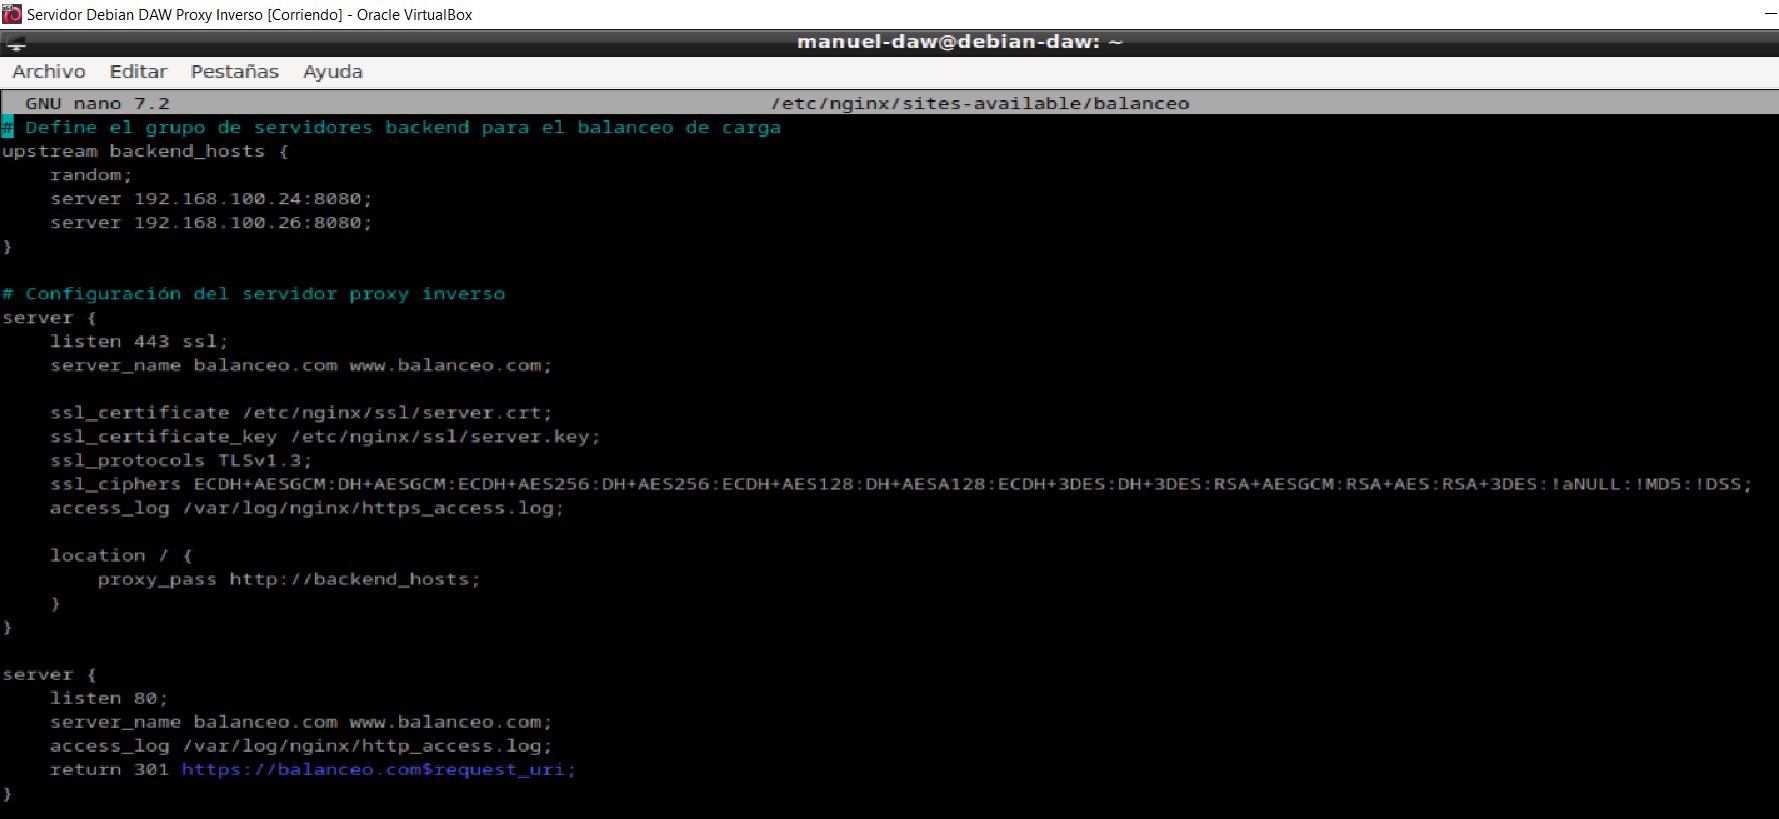 Servidor Debian DAW Proxy Inverso [Corriendo] - Oracle VirtualBox
manuel-daw@debian-daw: ~
Archivo Editar Pestañas Ayuda
GNU nano 7.2 /etc/nginx/sites-available/balanceo
# Define el grupo de servidores backend para el balanceo de carga
upstream backend_hosts {
    random;
    server 192.168.100.24:8080;
    server 192.168.100.26:8080;
}
# Configuración del servidor proxy inverso
server {
    listen 443 ssl;
    server_name balanceo.com www.balanceo.com;
    ssl_certificate /etc/nginx/ssl/server.crt;
    ssl_certificate_key /etc/nginx/ssl/server.key;
    ssl_protocols TLSv1.3;
    ssl_ciphers ECDH+AESGCM:DH+AESGCM:ECDH+AES256:DH+AES256:ECDH+AES128:DH+AESA128:ECDH+3DES:DH+3DES:RSA+AESGCM:RSA+AES:RSA+3DES:!aNULL:!MD5:!DSS;
    access_log /var/log/nginx/https_access.log;
    location / {
        proxy_pass http://backend_hosts;
    }
}
server {
    listen 80;
    server_name balanceo.com www.balanceo.com;
    access_log /var/log/nginx/http_access.log;
    return 301 https://balanceo.com$request_uri;
}